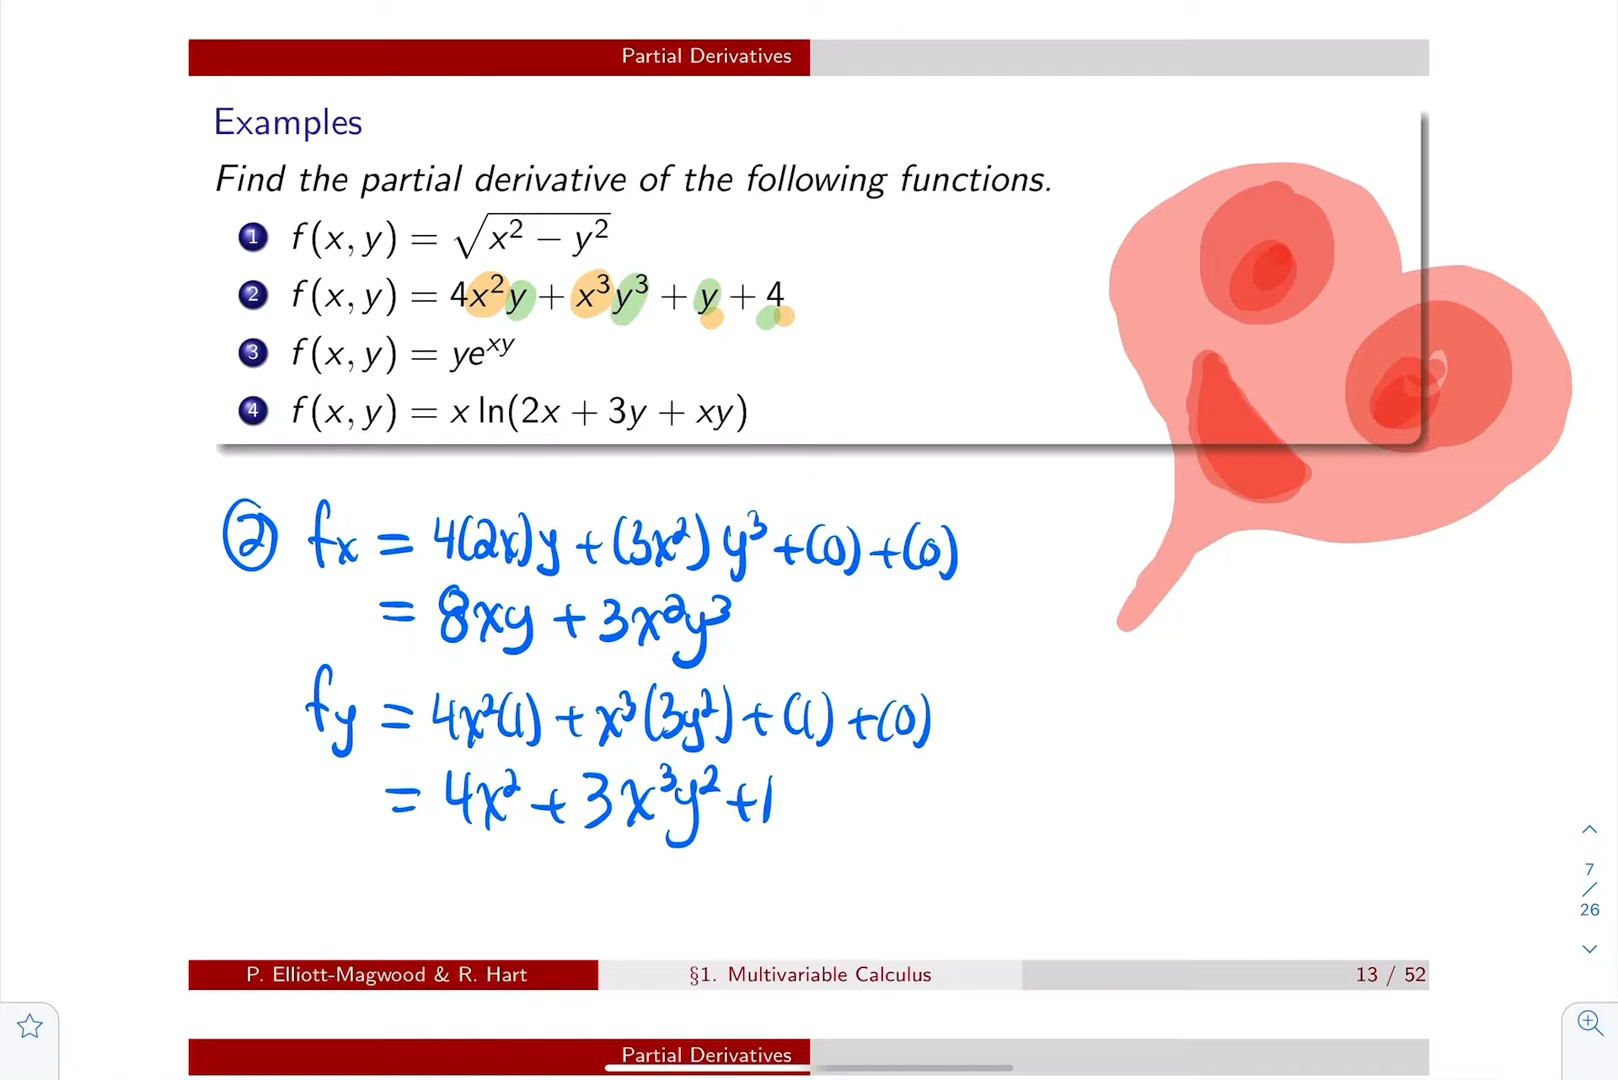 Partial Derivatives
Examples
Find the partial derivative of the following functions.
1 f(x, y) = √(x² − y²)
2 f(x, y) = 4x²y + x³y³ + y + 4
3 f(x, y) = yeˣʸ
4 f(x, y) = x ln(2x + 3y + xy)
② fx = 4(2x)y + (3x²) y³ + (0) + (0)
= 8xy + 3x²y³
fy = 4x²(1) + x³(3y²) + (1) + (0)
= 4x² + 3x³y² + 1
7
/
26
P. Elliott-Magwood & R. Hart §1. Multivariable Calculus 13 / 52
Partial Derivatives